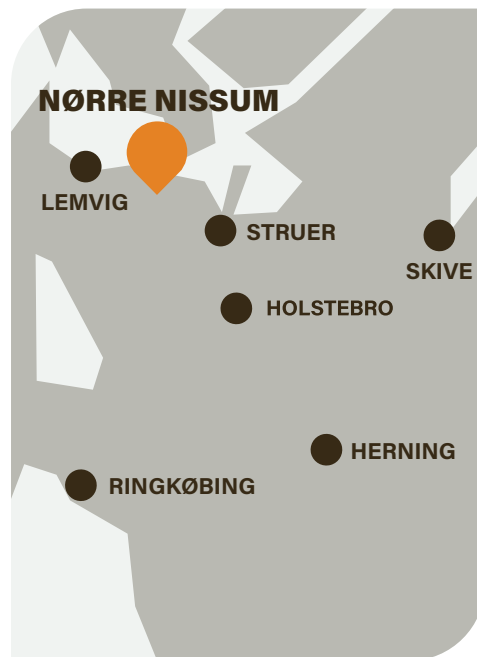 NØRRE NISSUM
LEMVIG
STRUER
SKIVE
HOLSTEBRO
HERNING
RINGKØBING